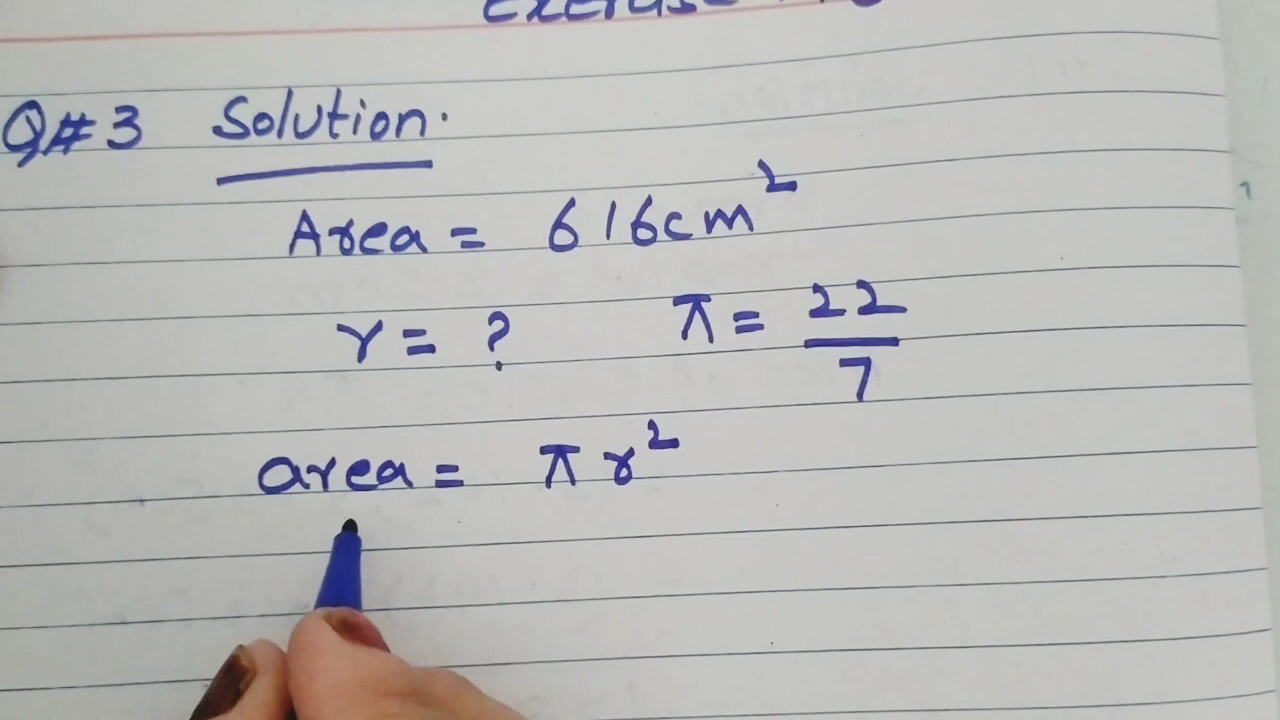 Q#3 Solution.
Area = 616cm²
r = ? π = 22/7
area = πr²